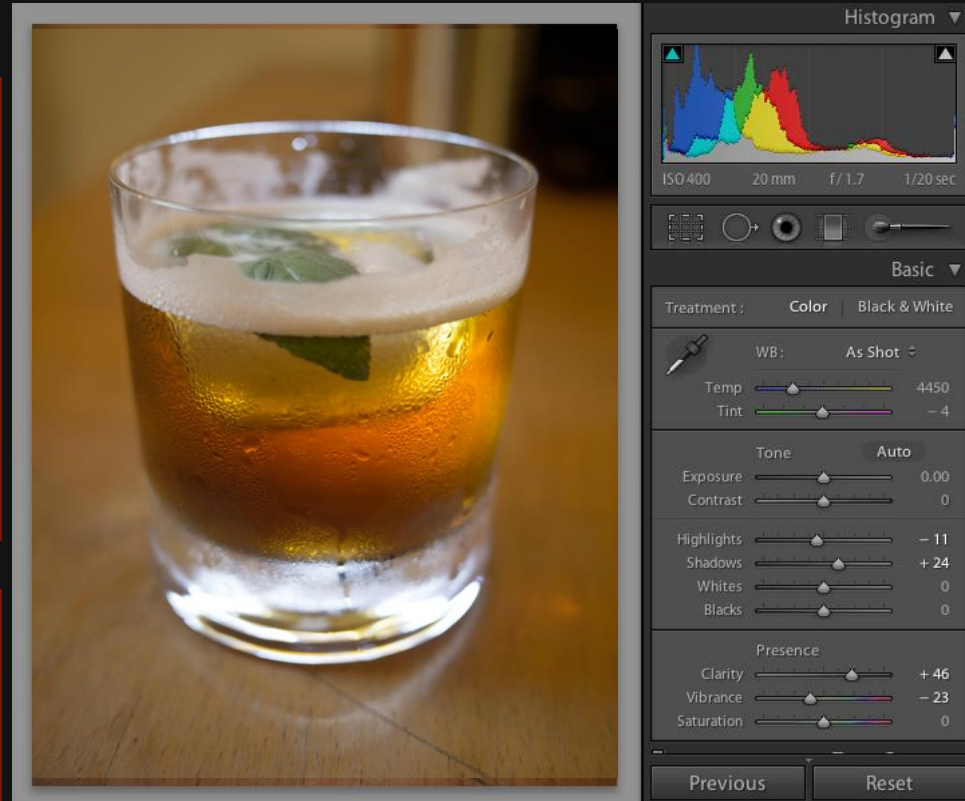 Histogram
ISO 400 20 mm f / 1.7 1/20 sec
Basic
Treatment : Color Black & White
WB : As Shot
Temp 4450
Tint – 4
Tone Auto
Exposure 0.00
Contrast 0
Highlights – 11
Shadows + 24
Whites 0
Blacks 0
Presence
Clarity + 46
Vibrance – 23
Saturation 0
Previous Reset